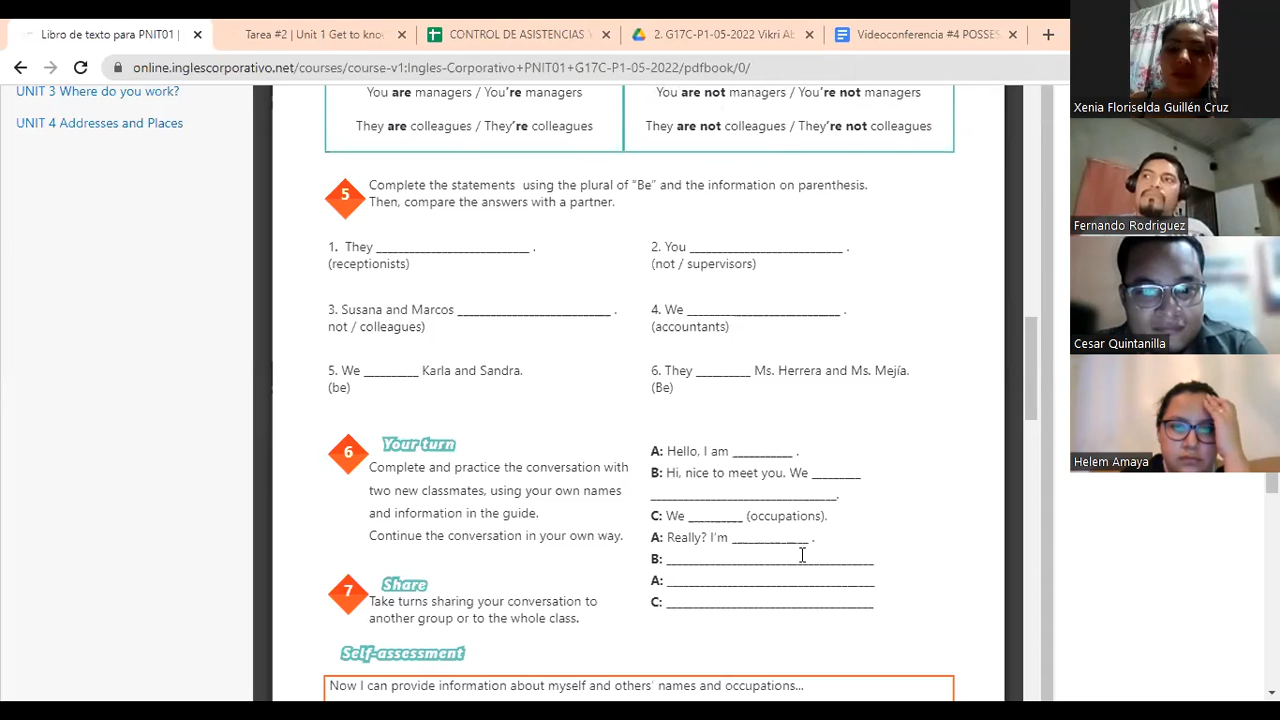 Libro de texto para PNIT01 |
Tarea #2 | Unit 1 Get to kno
CONTROL DE ASISTENCIAS
2. G17C-P1-05-2022 Vikri Al
Videoconferencia #4 POSSES
online.inglescorporativo.net/courses/course-v1:Ingles-Corporativo+PNIT01+G17C-P1-05-2022/pdfbook/0/
UNIT 3 Where do you work?
UNIT 4 Addresses and Places
You are managers / You're managers
You are not managers / You're not managers
They are colleagues / They're colleagues
They are not colleagues / They're not colleagues
5
Complete the statements using the plural of "Be" and the information on parenthesis.
Then, compare the answers with a partner.
1. They ______________________ .
(receptionists)
2. You ______________________ .
(not / supervisors)
3. Susana and Marcos ______________________ .
not / colleagues)
4. We ______________________ .
(accountants)
5. We ________ Karla and Sandra.
(be)
6. They ________ Ms. Herrera and Ms. Mejía.
(Be)
6
Your turn
Complete and practice the conversation with
two new classmates, using your own names
and information in the guide.
Continue the conversation in your own way.
A: Hello, I am _________ .
B: Hi, nice to meet you. We _______
___________________________.
C: We ________ (occupations).
A: Really? I'm ___________ .
B: ______________________________
A: ______________________________
C: ______________________________
7
Share
Take turns sharing your conversation to
another group or to the whole class.
Self-assessment
Now I can provide information about myself and others' names and occupations...
Xenia Floriselda Guillén Cruz
Fernando Rodriguez
Cesar Quintanilla
Helem Amaya